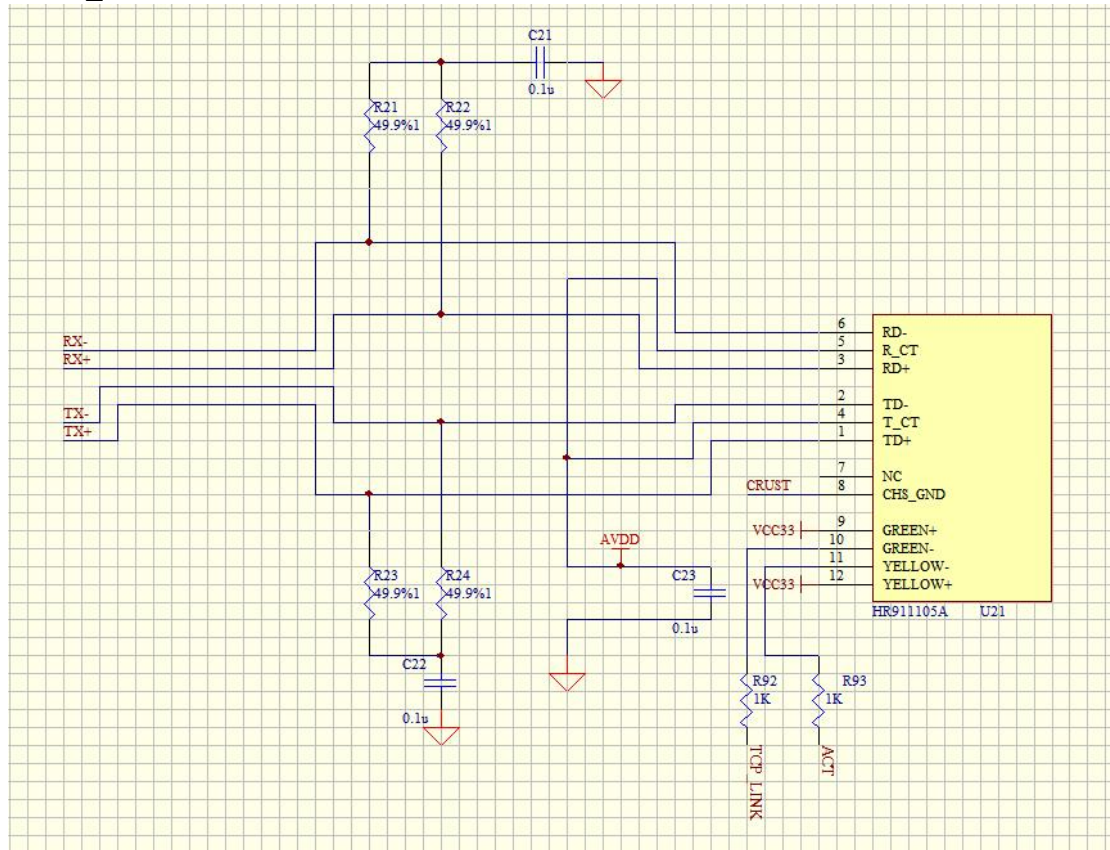 C21
0.1u
R21
49.9%1
R22
49.9%1
RX-
RX+
TX-
TX+
6
RD-
5
R_CT
3
RD+
2
TD-
4
T_CT
1
TD+
7
NC
CRUST
8
CHS_GND
VCC33
9
GREEN+
10
GREEN-
11
YELLOW-
VCC33
12
YELLOW+
HR911105A
U21
AVDD
R23
49.9%1
R24
49.9%1
C23
0.1u
C22
0.1u
R92
1K
R93
1K
TCP_LINK
ACT